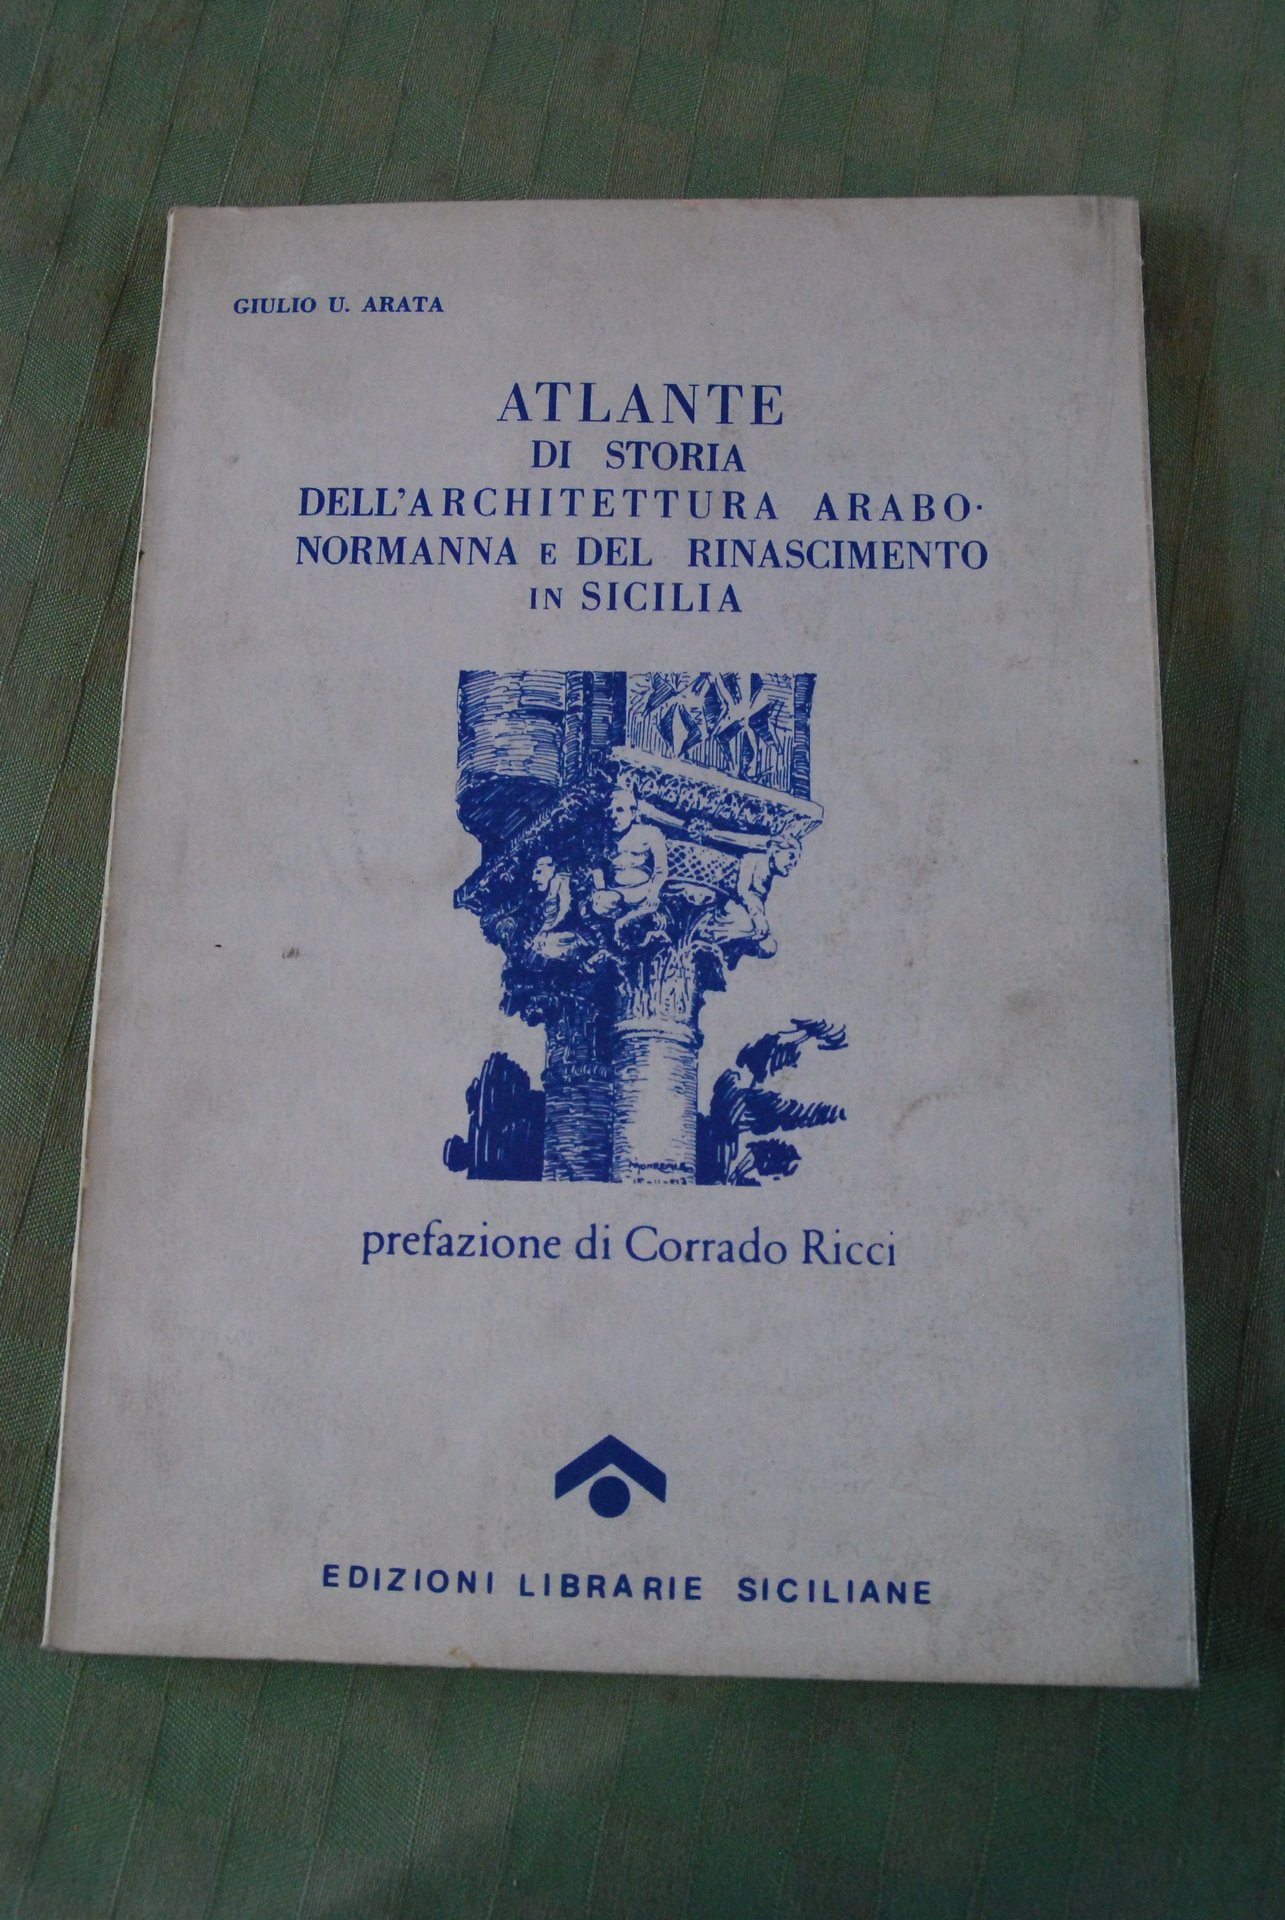 GIULIO U. ARATA
ATLANTE
DI STORIA
DELL'ARCHITETTURA ARABO-
NORMANNA E DEL RINASCIMENTO
IN SICILIA
MONREALE
prefazione di Corrado Ricci
EDIZIONI LIBRARIE SICILIANE